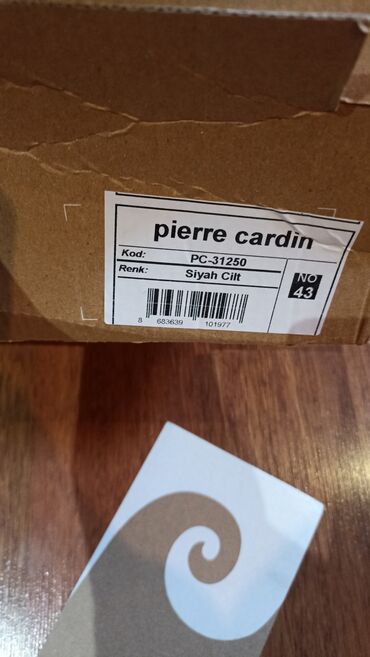 pierre cardin
Kod: PC-31250
Renk: Siyah Cilt
NO
43
8 683639 101977